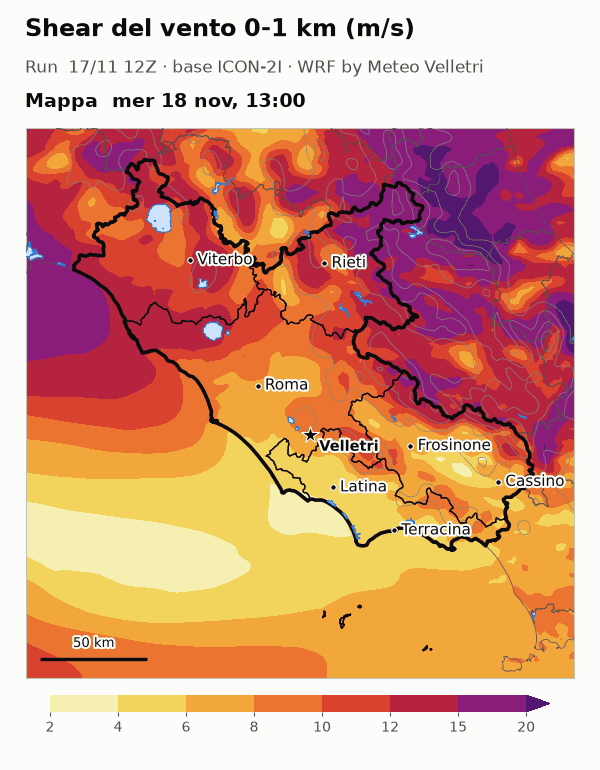 Shear del vento 0-1 km (m/s)
Run  17/11 12Z · base ICON-2I · WRF by Meteo Velletri
Mappa  mer 18 nov, 13:00
Viterbo
Rieti
Roma
Velletri
Frosinone
Cassino
Latina
Terracina
50 km
2 4 6 8 10 12 15 20